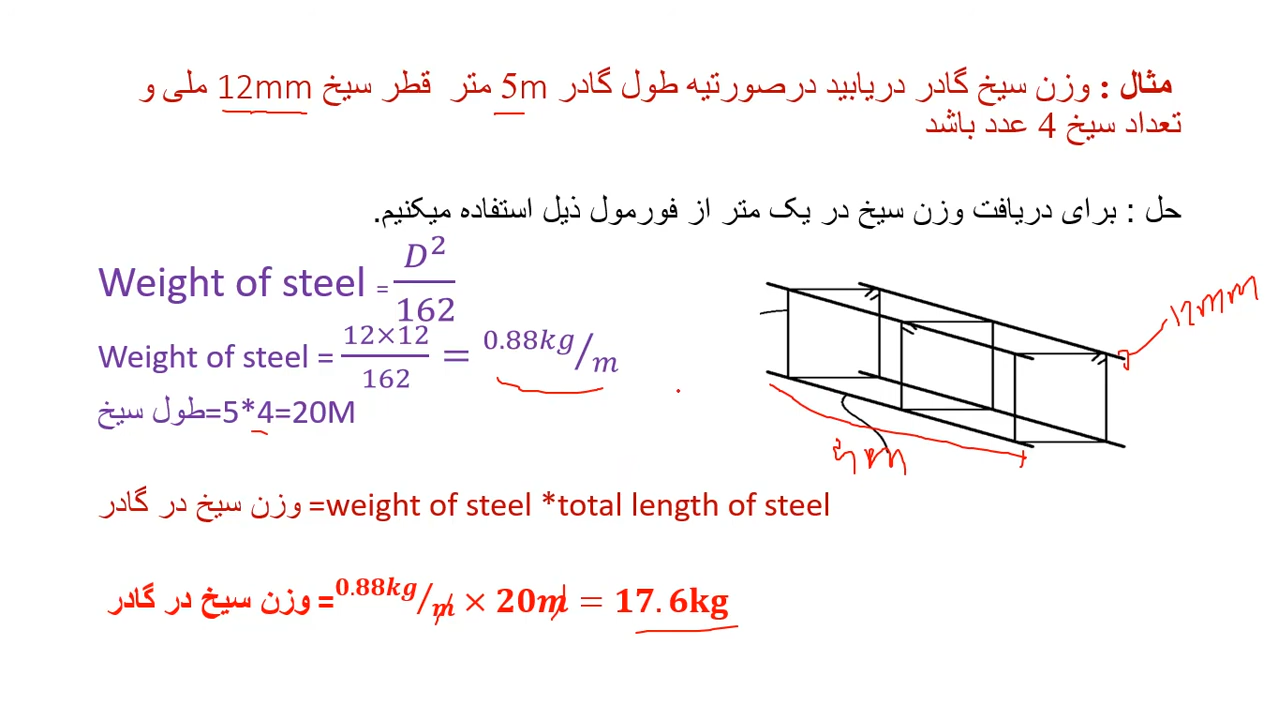 مثال : وزن سیخ گادر دریابید درصورتیه طول گادر 5m متر قطر سیخ 12mm ملی و
تعداد سیخ 4 عدد باشد
حل : برای دریافت وزن سیخ در یک متر از فورمول ذیل استفاده میکنیم.
Weight of steel = D²/162
Weight of steel = 12×12/162 = 0.88kg/m
طول سیخ=5*4=20M
12mm
وزن سیخ در گادر =weight of steel *total length of steel
وزن سیخ در گادر =0.88kg/m × 20m = 17.6kg